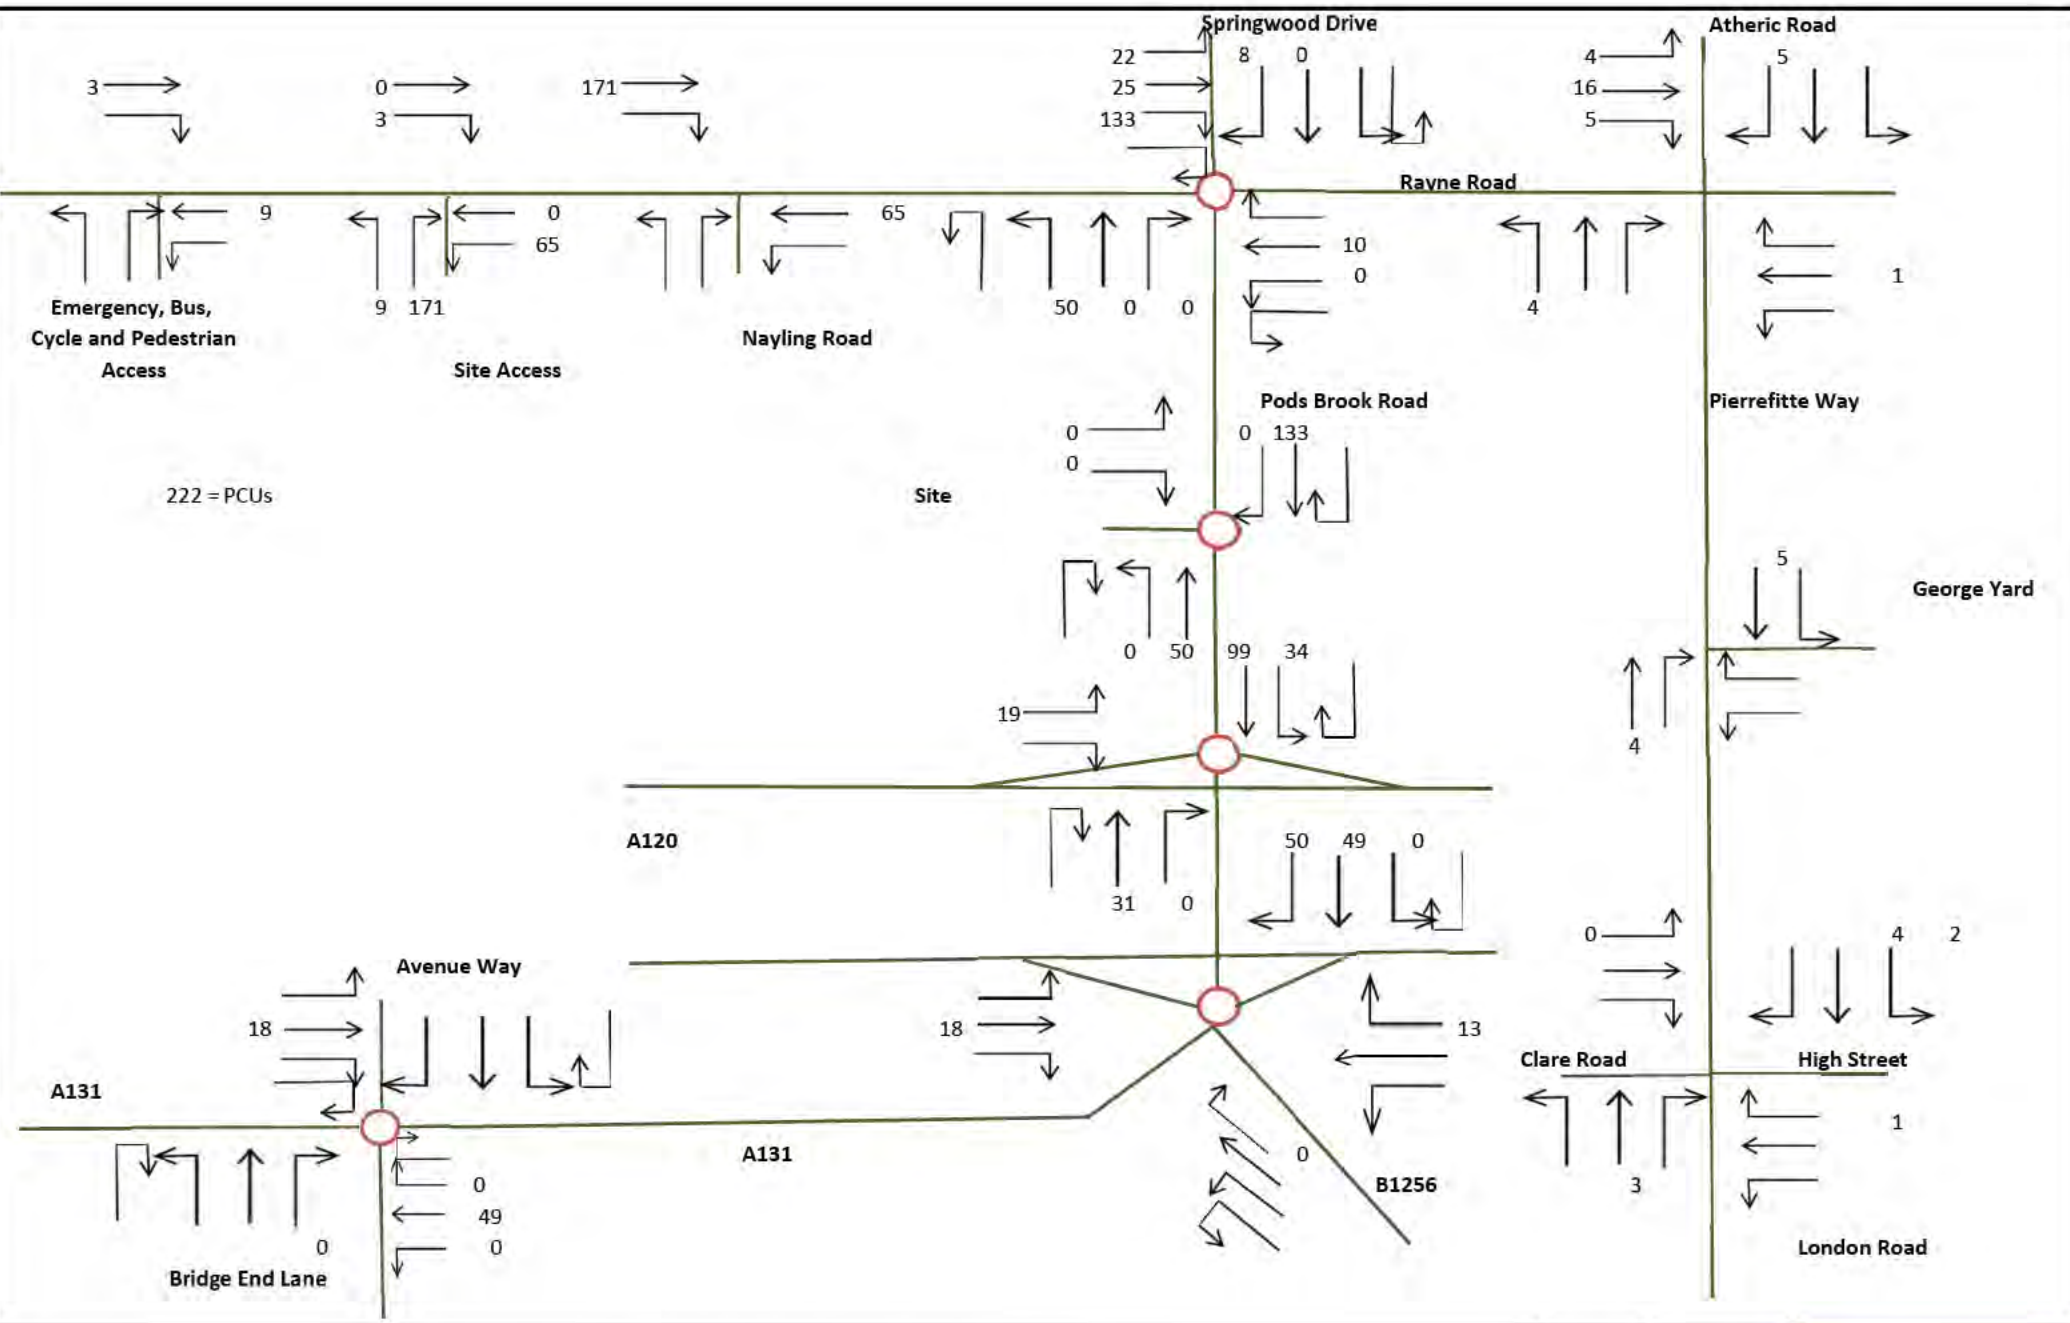 Springwood Drive
Atheric Road
22
8 0
4
5
3
0
171
25
16
3
133
5
Rayne Road
9
0
65
65
10
0
1
Emergency, Bus,
Cycle and Pedestrian
Access
9 171
Site Access
Nayling Road
50 0 0
4
Pods Brook Road
Pierrefitte Way
0
0 133
0
222 = PCUs
Site
5
George Yard
0 50 99 34
19
4
A120
50 49 0
31 0
0
4 2
Avenue Way
18
18
13
Clare Road
High Street
A131
A131
1
0
B1256
3
0
49
0
0
Bridge End Lane
London Road